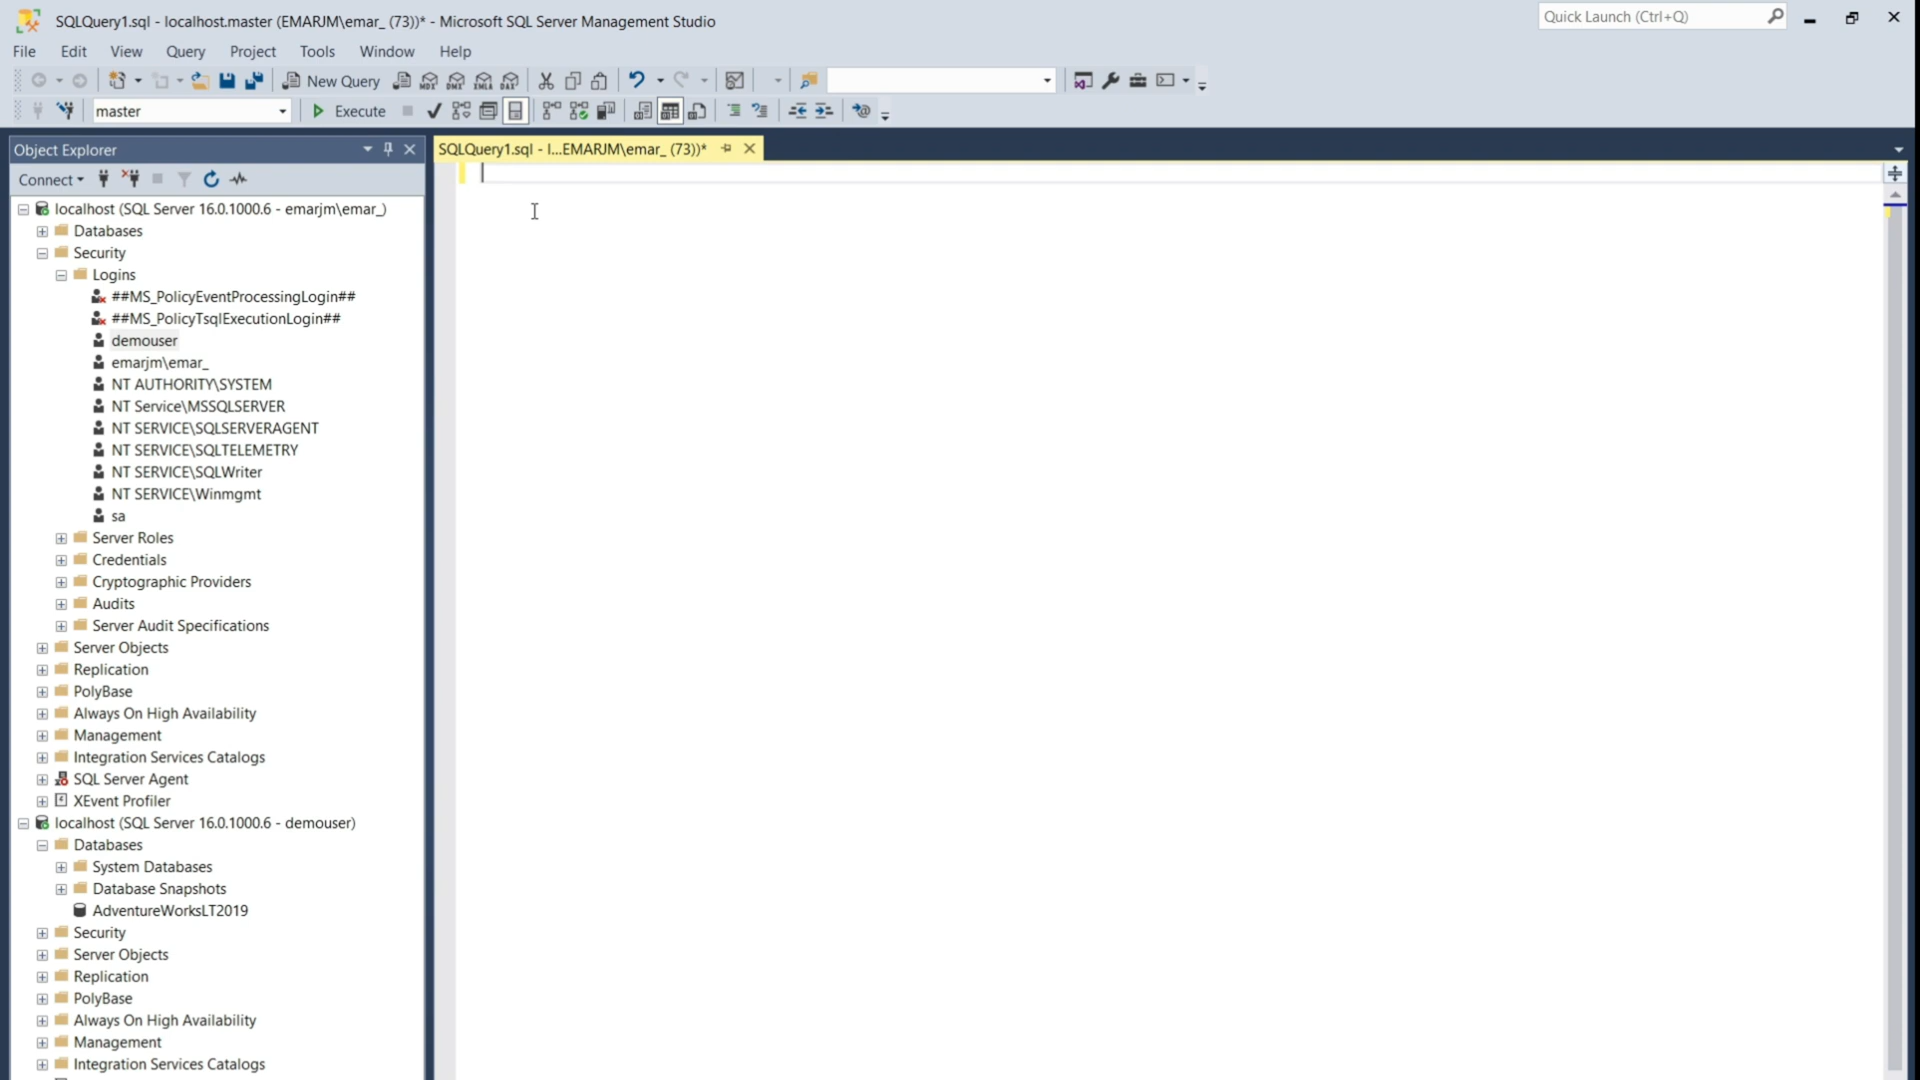 SQLQuery1.sql - localhost.master (EMARJM\emar_ (73))* - Microsoft SQL Server Management Studio
Quick Launch (Ctrl+Q)
File Edit View Query Project Tools Window Help
New Query MDX DMX XMLA DAX
master Execute
Object Explorer
SQLQuery1.sql - l...EMARJM\emar_ (73))*
Connect
localhost (SQL Server 16.0.1000.6 - emarjm\emar_)
Databases
Security
Logins
##MS_PolicyEventProcessingLogin##
##MS_PolicyTsqlExecutionLogin##
demouser
emarjm\emar_
NT AUTHORITY\SYSTEM
NT Service\MSSQLSERVER
NT SERVICE\SQLSERVERAGENT
NT SERVICE\SQLTELEMETRY
NT SERVICE\SQLWriter
NT SERVICE\Winmgmt
sa
Server Roles
Credentials
Cryptographic Providers
Audits
Server Audit Specifications
Server Objects
Replication
PolyBase
Always On High Availability
Management
Integration Services Catalogs
SQL Server Agent
XEvent Profiler
localhost (SQL Server 16.0.1000.6 - demouser)
Databases
System Databases
Database Snapshots
AdventureWorksLT2019
Security
Server Objects
Replication
PolyBase
Always On High Availability
Management
Integration Services Catalogs